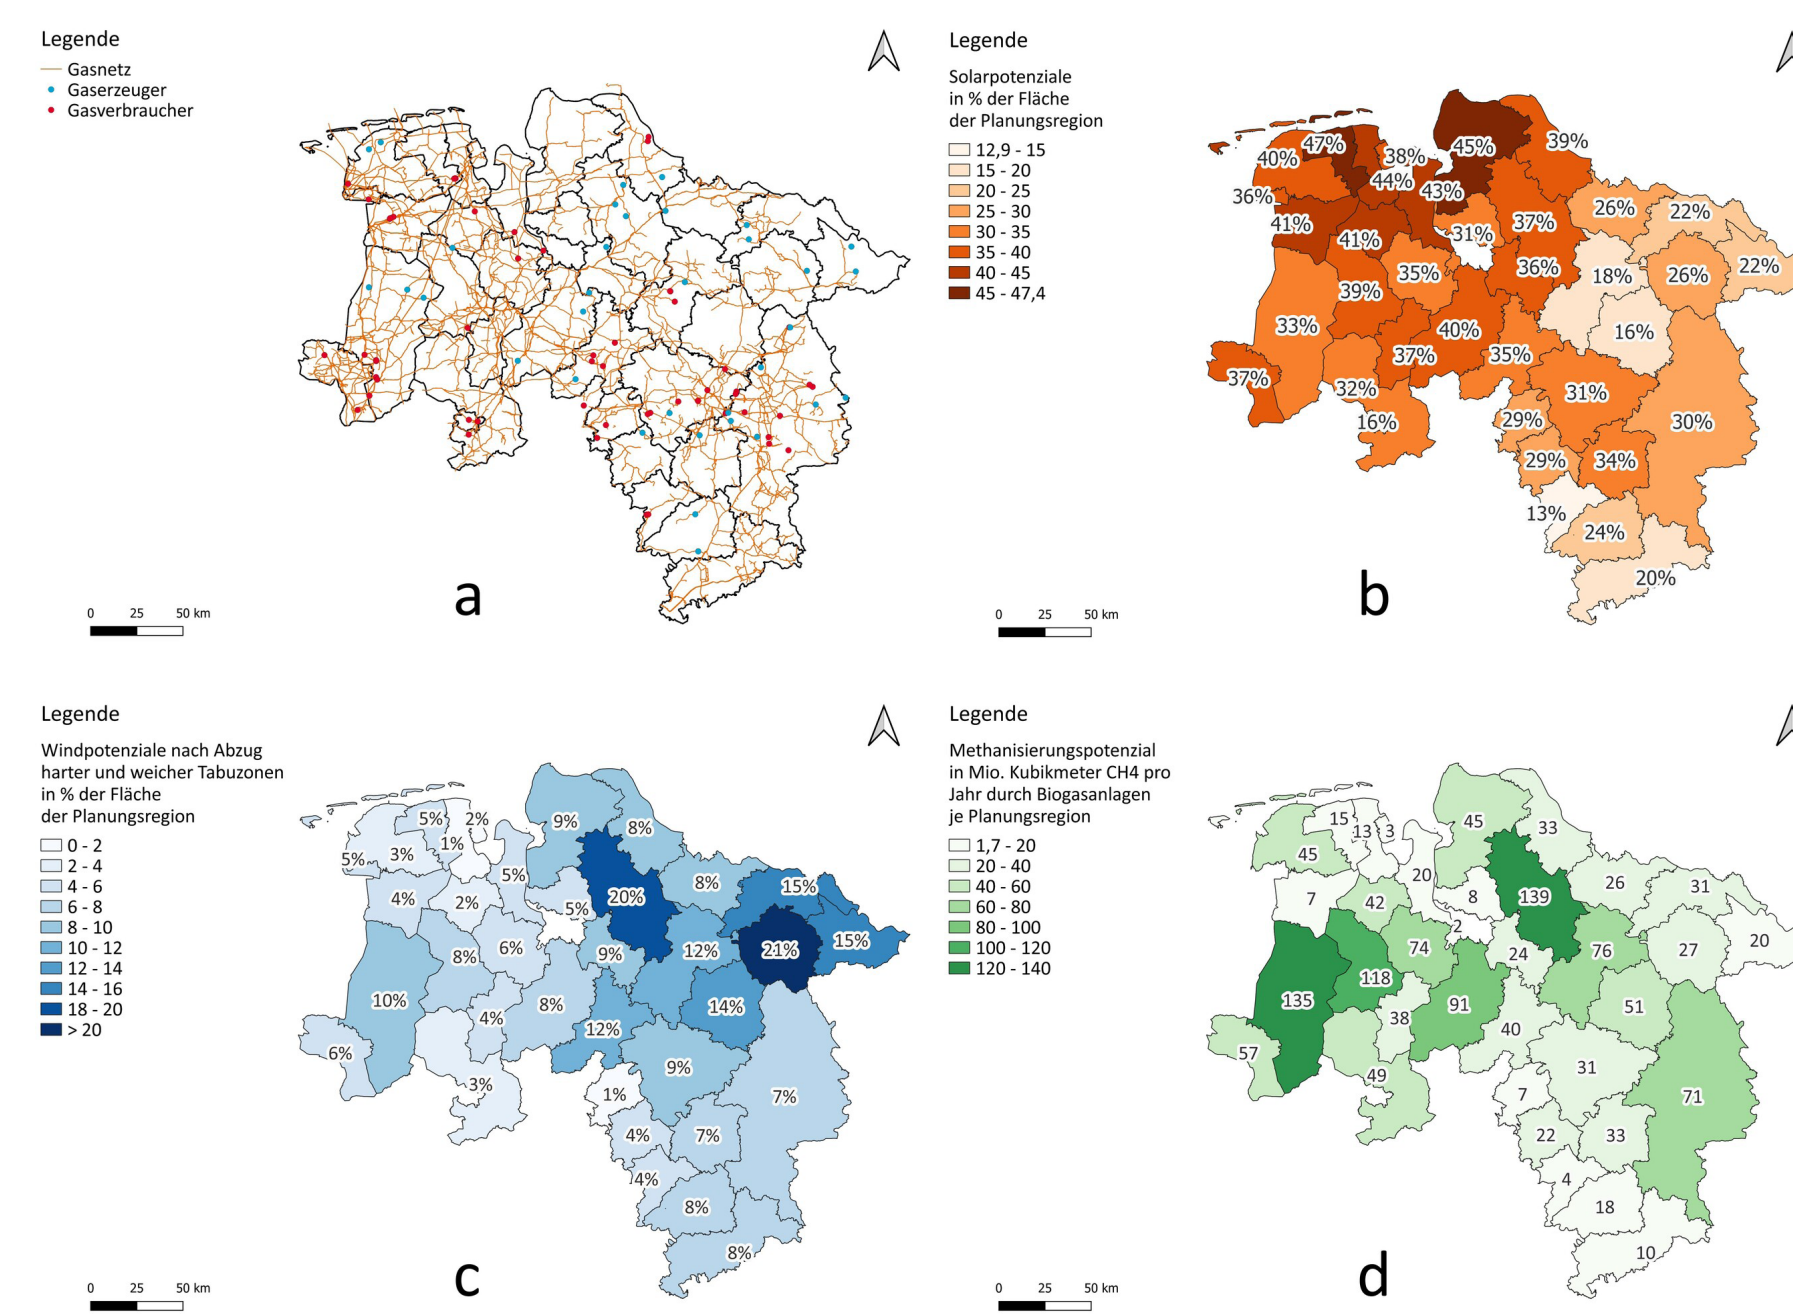 Legende
Gasnetz
Gaserzeuger
Gasverbraucher
0 25 50 km
a
Legende
Solarpotenziale
in % der Fläche
der Planungsregion
12,9 - 15
15 - 20
20 - 25
25 - 30
30 - 35
35 - 40
40 - 45
45 - 47,4
47%
45%
39%
40%
38%
44%
43%
36%
26%
22%
41%
37%
41%
31%
35%
36%
18%
26%
22%
39%
33%
40%
16%
37%
35%
37%
32%
31%
16%
29%
30%
29%
34%
13%
24%
20%
0 25 50 km
b
Legende
Windpotenziale nach Abzug
harter und weicher Tabuzonen
in % der Fläche
der Planungsregion
0 - 2
2 - 4
4 - 6
6 - 8
8 - 10
10 - 12
12 - 14
14 - 16
18 - 20
> 20
5%
2%
9%
8%
1%
5%
3%
5%
8%
15%
4%
2%
5%
20%
6%
8%
9%
12%
21%
15%
10%
8%
14%
4%
12%
6%
9%
3%
1%
7%
4%
7%
4%
8%
8%
0 25 50 km
c
Legende
Methanisierungspotenzial
in Mio. Kubikmeter CH4 pro
Jahr durch Biogasanlagen
je Planungsregion
1,7 - 20
20 - 40
40 - 60
60 - 80
80 - 100
100 - 120
120 - 140
15
13
3
45
33
45
20
26
31
7
42
8
139
2
74
24
76
27
20
118
135
91
51
38
40
57
49
31
7
71
22
33
4
18
10
0 25 50 km
d